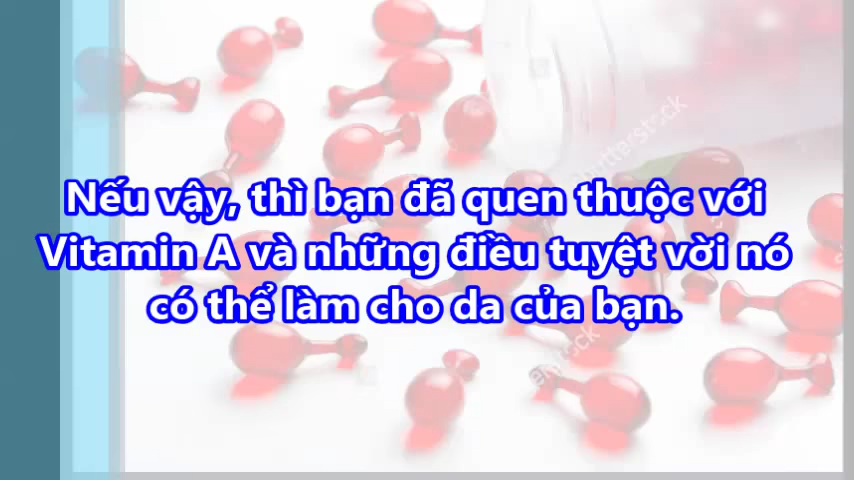 Nếu vậy, thì bạn đã quen thuộc với
Vitamin A và những điều tuyệt vời nó
có thể làm cho da của bạn.